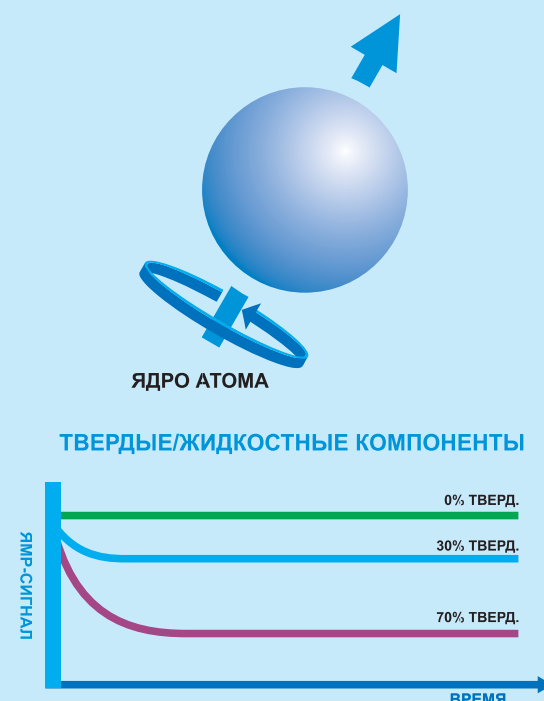 ЯДРО АТОМА
ТВЕРДЫЕ/ЖИДКОСТНЫЕ КОМПОНЕНТЫ
0% ТВЕРД.
30% ТВЕРД.
70% ТВЕРД.
ЯМР-СИГНАЛ
ВРЕМЯ